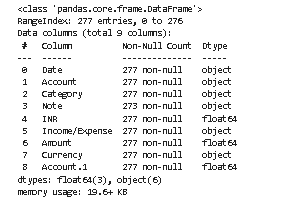 <class 'pandas.core.frame.DataFrame'>
RangeIndex: 277 entries, 0 to 276
Data columns (total 9 columns):
# Column Non-Null Count Dtype
--- ------ -------------- -----
0 Date 277 non-null object
1 Account 277 non-null object
2 Category 277 non-null object
3 Note 273 non-null object
4 INR 277 non-null float64
5 Income/Expense 277 non-null object
6 Amount 277 non-null float64
7 Currency 277 non-null object
8 Account.1 277 non-null float64
dtypes: float64(3), object(6)
memory usage: 19.6+ KB